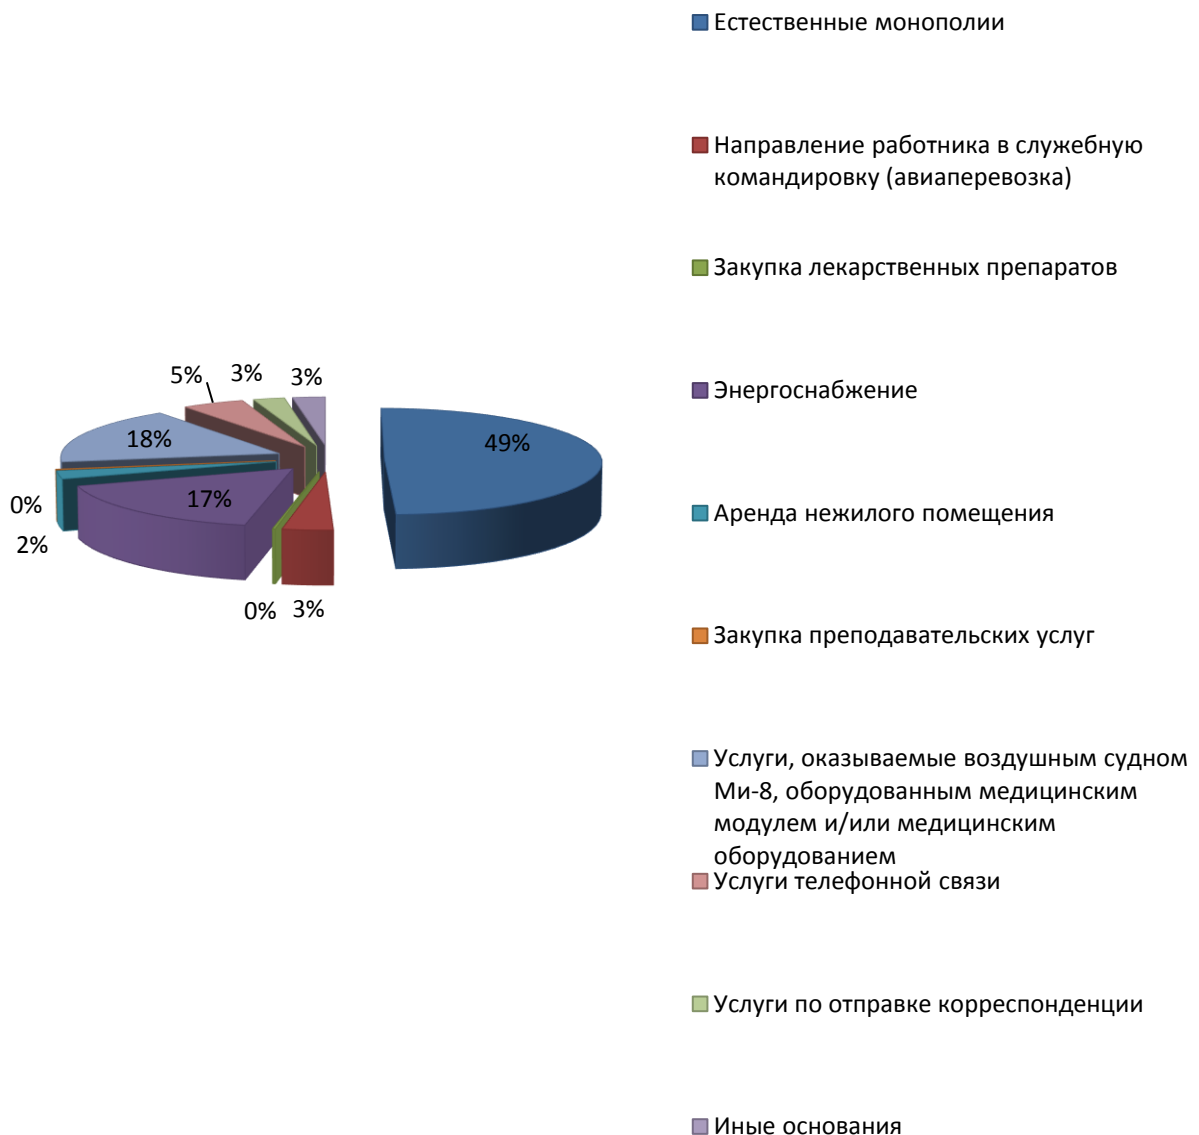 Естественные монополии
Направление работника в служебную
командировку (авиаперевозка)
Закупка лекарственных препаратов
5%
3%
3%
Энергоснабжение
18%
49%
17%
0%
Аренда нежилого помещения
2%
0%
3%
Закупка преподавательских услуг
Услуги, оказываемые воздушным судном
Ми-8, оборудованным медицинским
модулем и/или медицинским
оборудованием
Услуги телефонной связи
Услуги по отправке корреспонденции
Иные основания